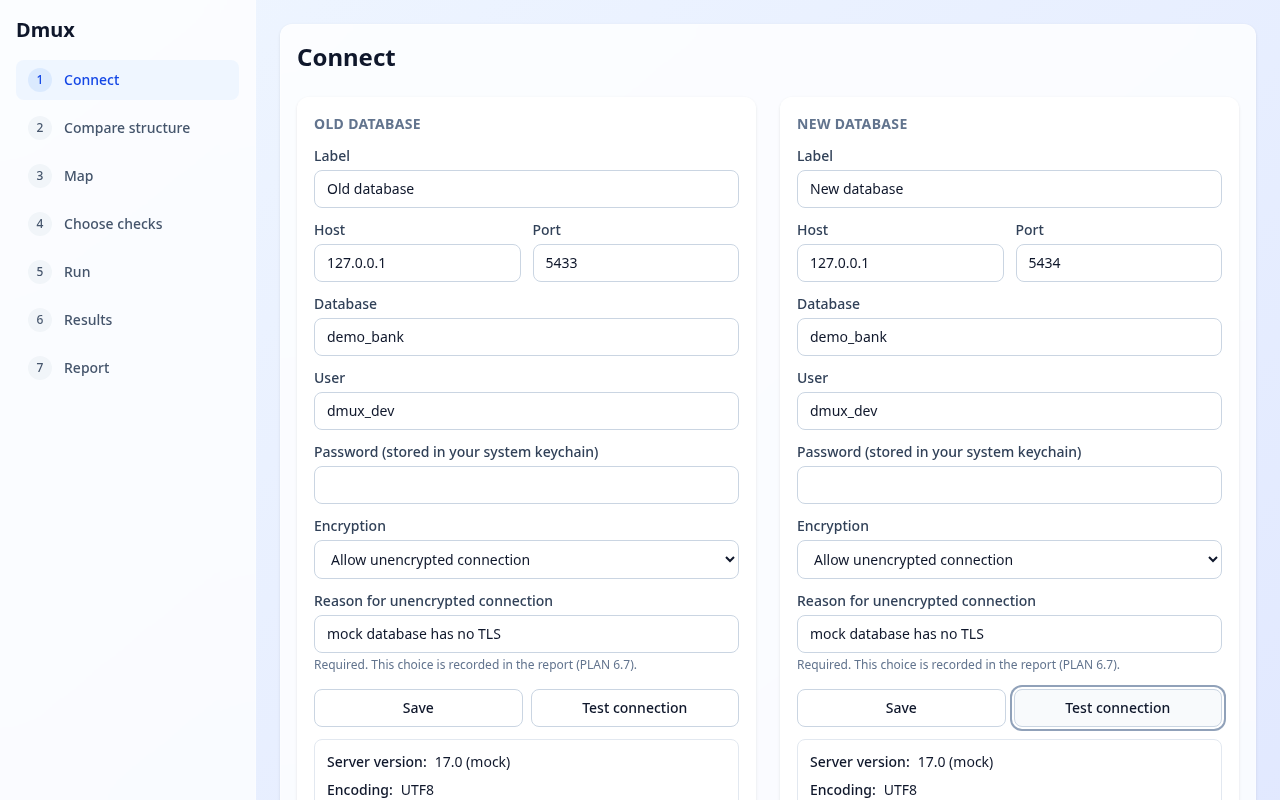 Dmux
1 Connect
2 Compare structure
3 Map
4 Choose checks
5 Run
6 Results
7 Report
Connect
OLD DATABASE
Label
Old database
Host Port
127.0.0.1 5433
Database
demo_bank
User
dmux_dev
Password (stored in your system keychain)
Encryption
Allow unencrypted connection
Reason for unencrypted connection
mock database has no TLS
Required. This choice is recorded in the report (PLAN 6.7).
Save Test connection
Server version: 17.0 (mock)
Encoding: UTF8
NEW DATABASE
Label
New database
Host Port
127.0.0.1 5434
Database
demo_bank
User
dmux_dev
Password (stored in your system keychain)
Encryption
Allow unencrypted connection
Reason for unencrypted connection
mock database has no TLS
Required. This choice is recorded in the report (PLAN 6.7).
Save Test connection
Server version: 17.0 (mock)
Encoding: UTF8